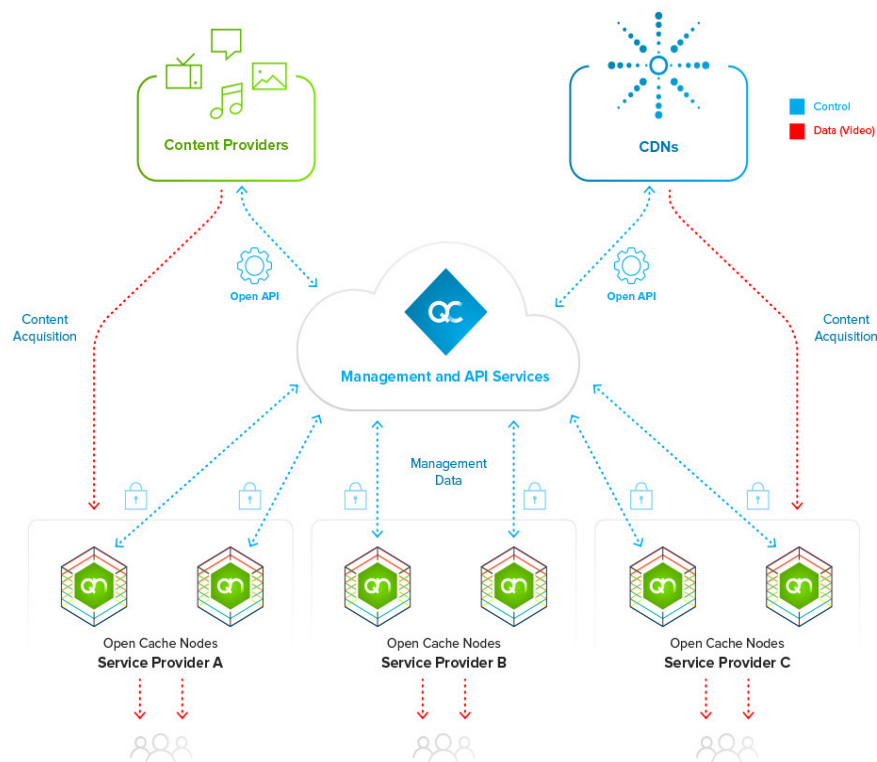 Content Providers
CDNs
Control
Data (Video)
Open API
Open API
Content
Acquisition
QC
Content
Acquisition
Management and API Services
Management
Data
qn
qn
qn
qn
qn
qn
Open Cache Nodes
Service Provider A
Open Cache Nodes
Service Provider B
Open Cache Nodes
Service Provider C